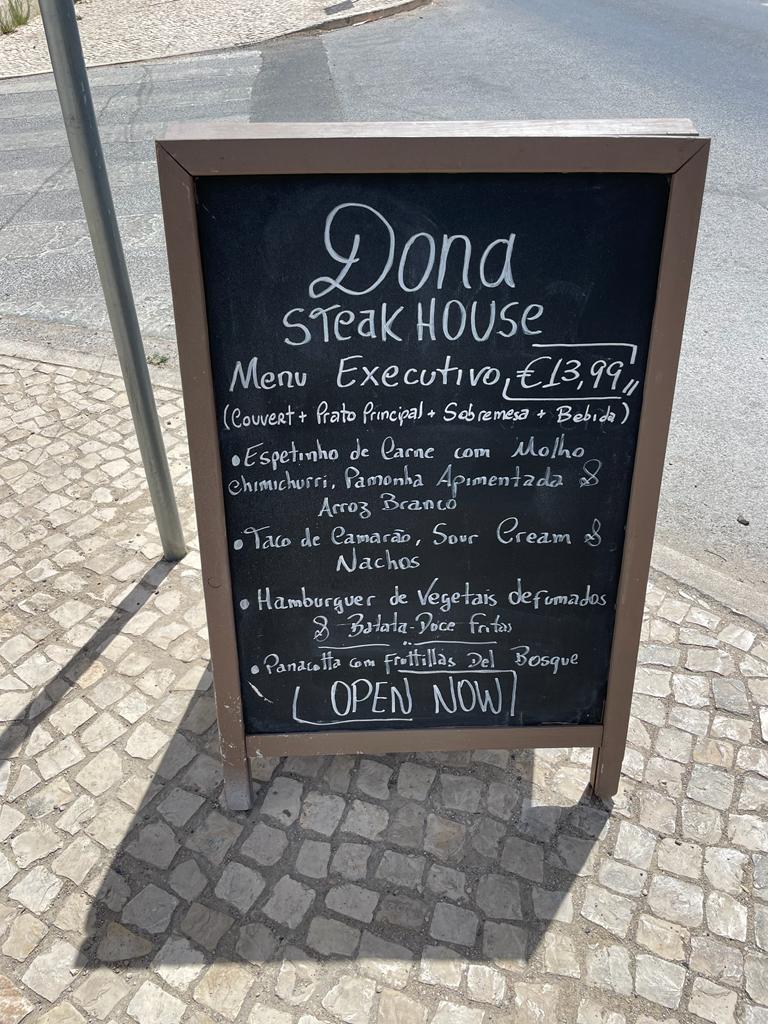 Dona
Steak House
Menu Executivo €13,99
(Couvert + Prato Principal + Sobremesa + Bebida)
• Espetinho de Carne com Molho
chimichurri, Pamonha Apimentada &
Arroz Branco
• Taco de Camarão, Sour Cream &
Nachos
• Hamburguer de Vegetais defumados
& Batata-Doce fritas
• Panacotta com fruttillas Del Bosque
OPEN NOW